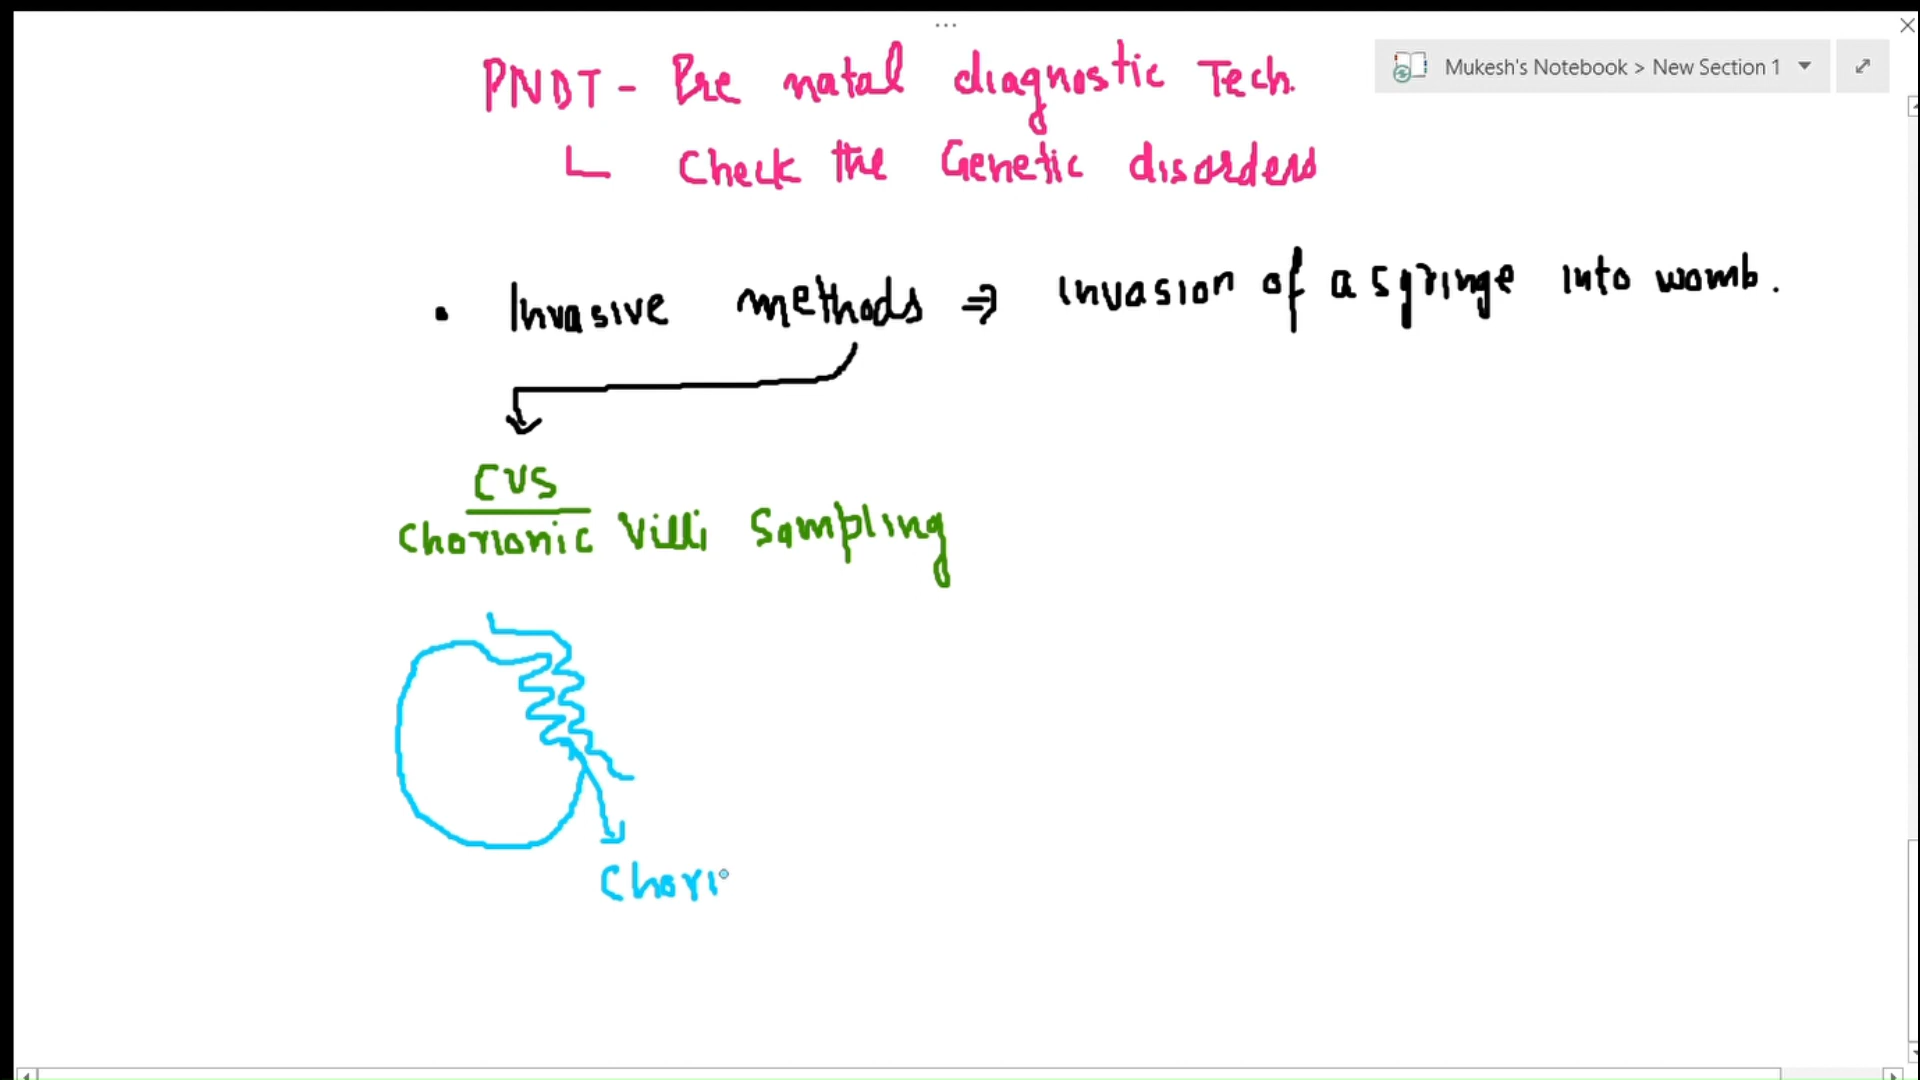 ...
Mukesh's Notebook > New Section 1
PNDT - Pre natal diagnostic Tech.
Check the Genetic disorders
• Invasive methods ⇒ Invasion of a syringe into womb.
CVS
Chorionic Villi Sampling
Chori